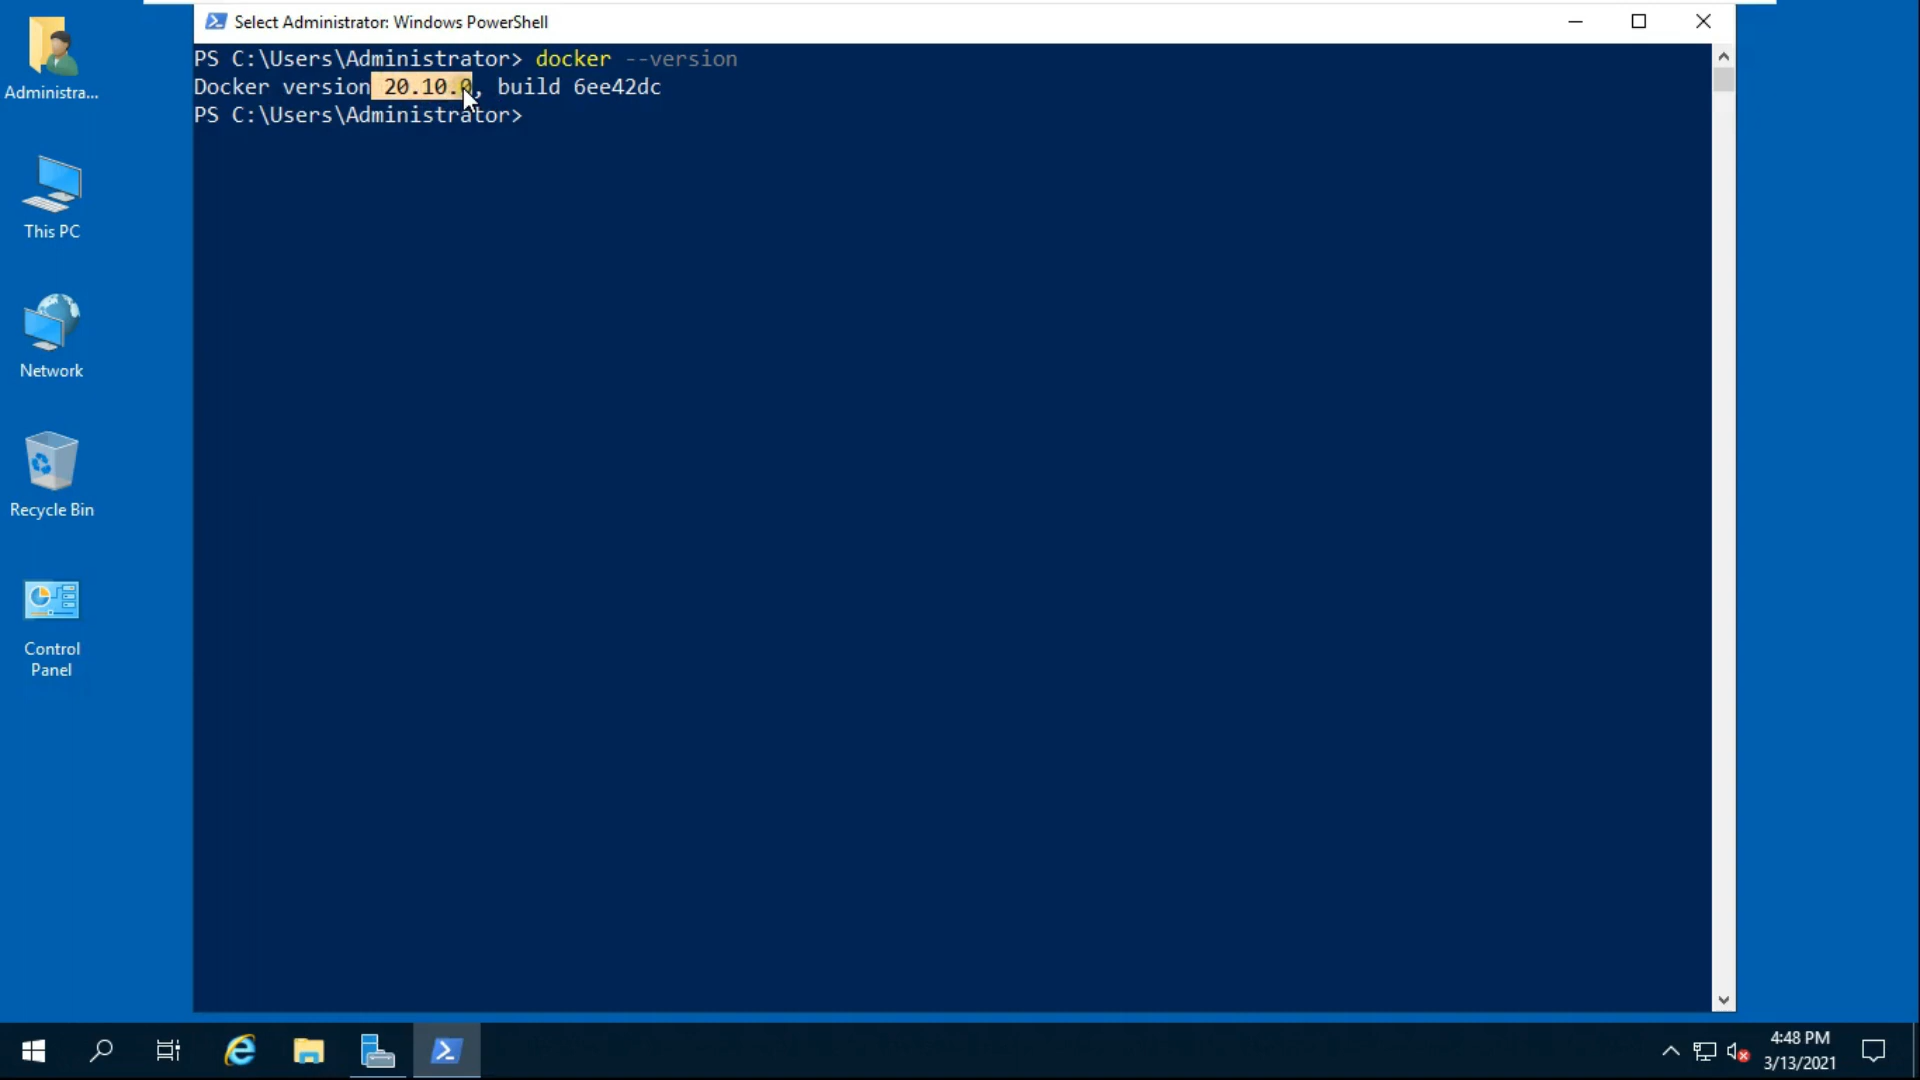 Select Administrator: Windows PowerShell
PS C:\Users\Administrator> docker --version
Docker version 20.10.0, build 6ee42dc
PS C:\Users\Administrator>
Administra...
This PC
Network
Recycle Bin
Control
Panel
4:48 PM
3/13/2021